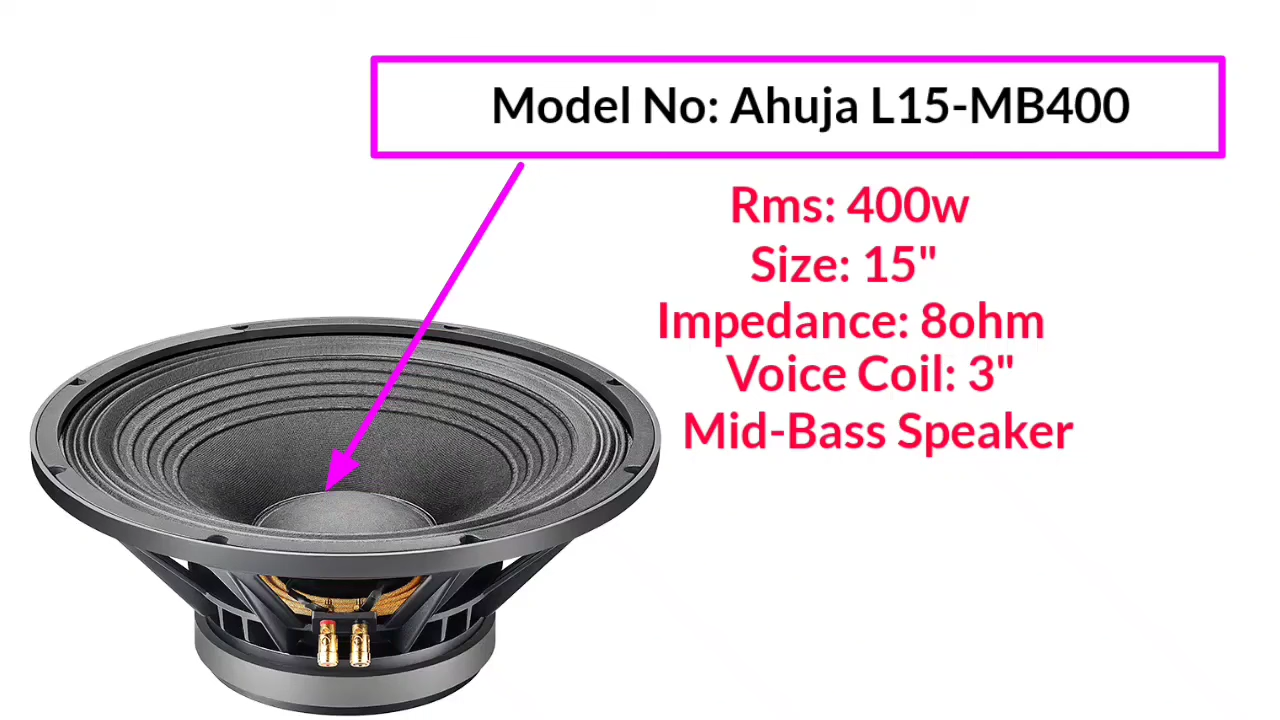 Model No: Ahuja L15-MB400
Rms: 400w
Size: 15"
Impedance: 8ohm
Voice Coil: 3"
Mid-Bass Speaker